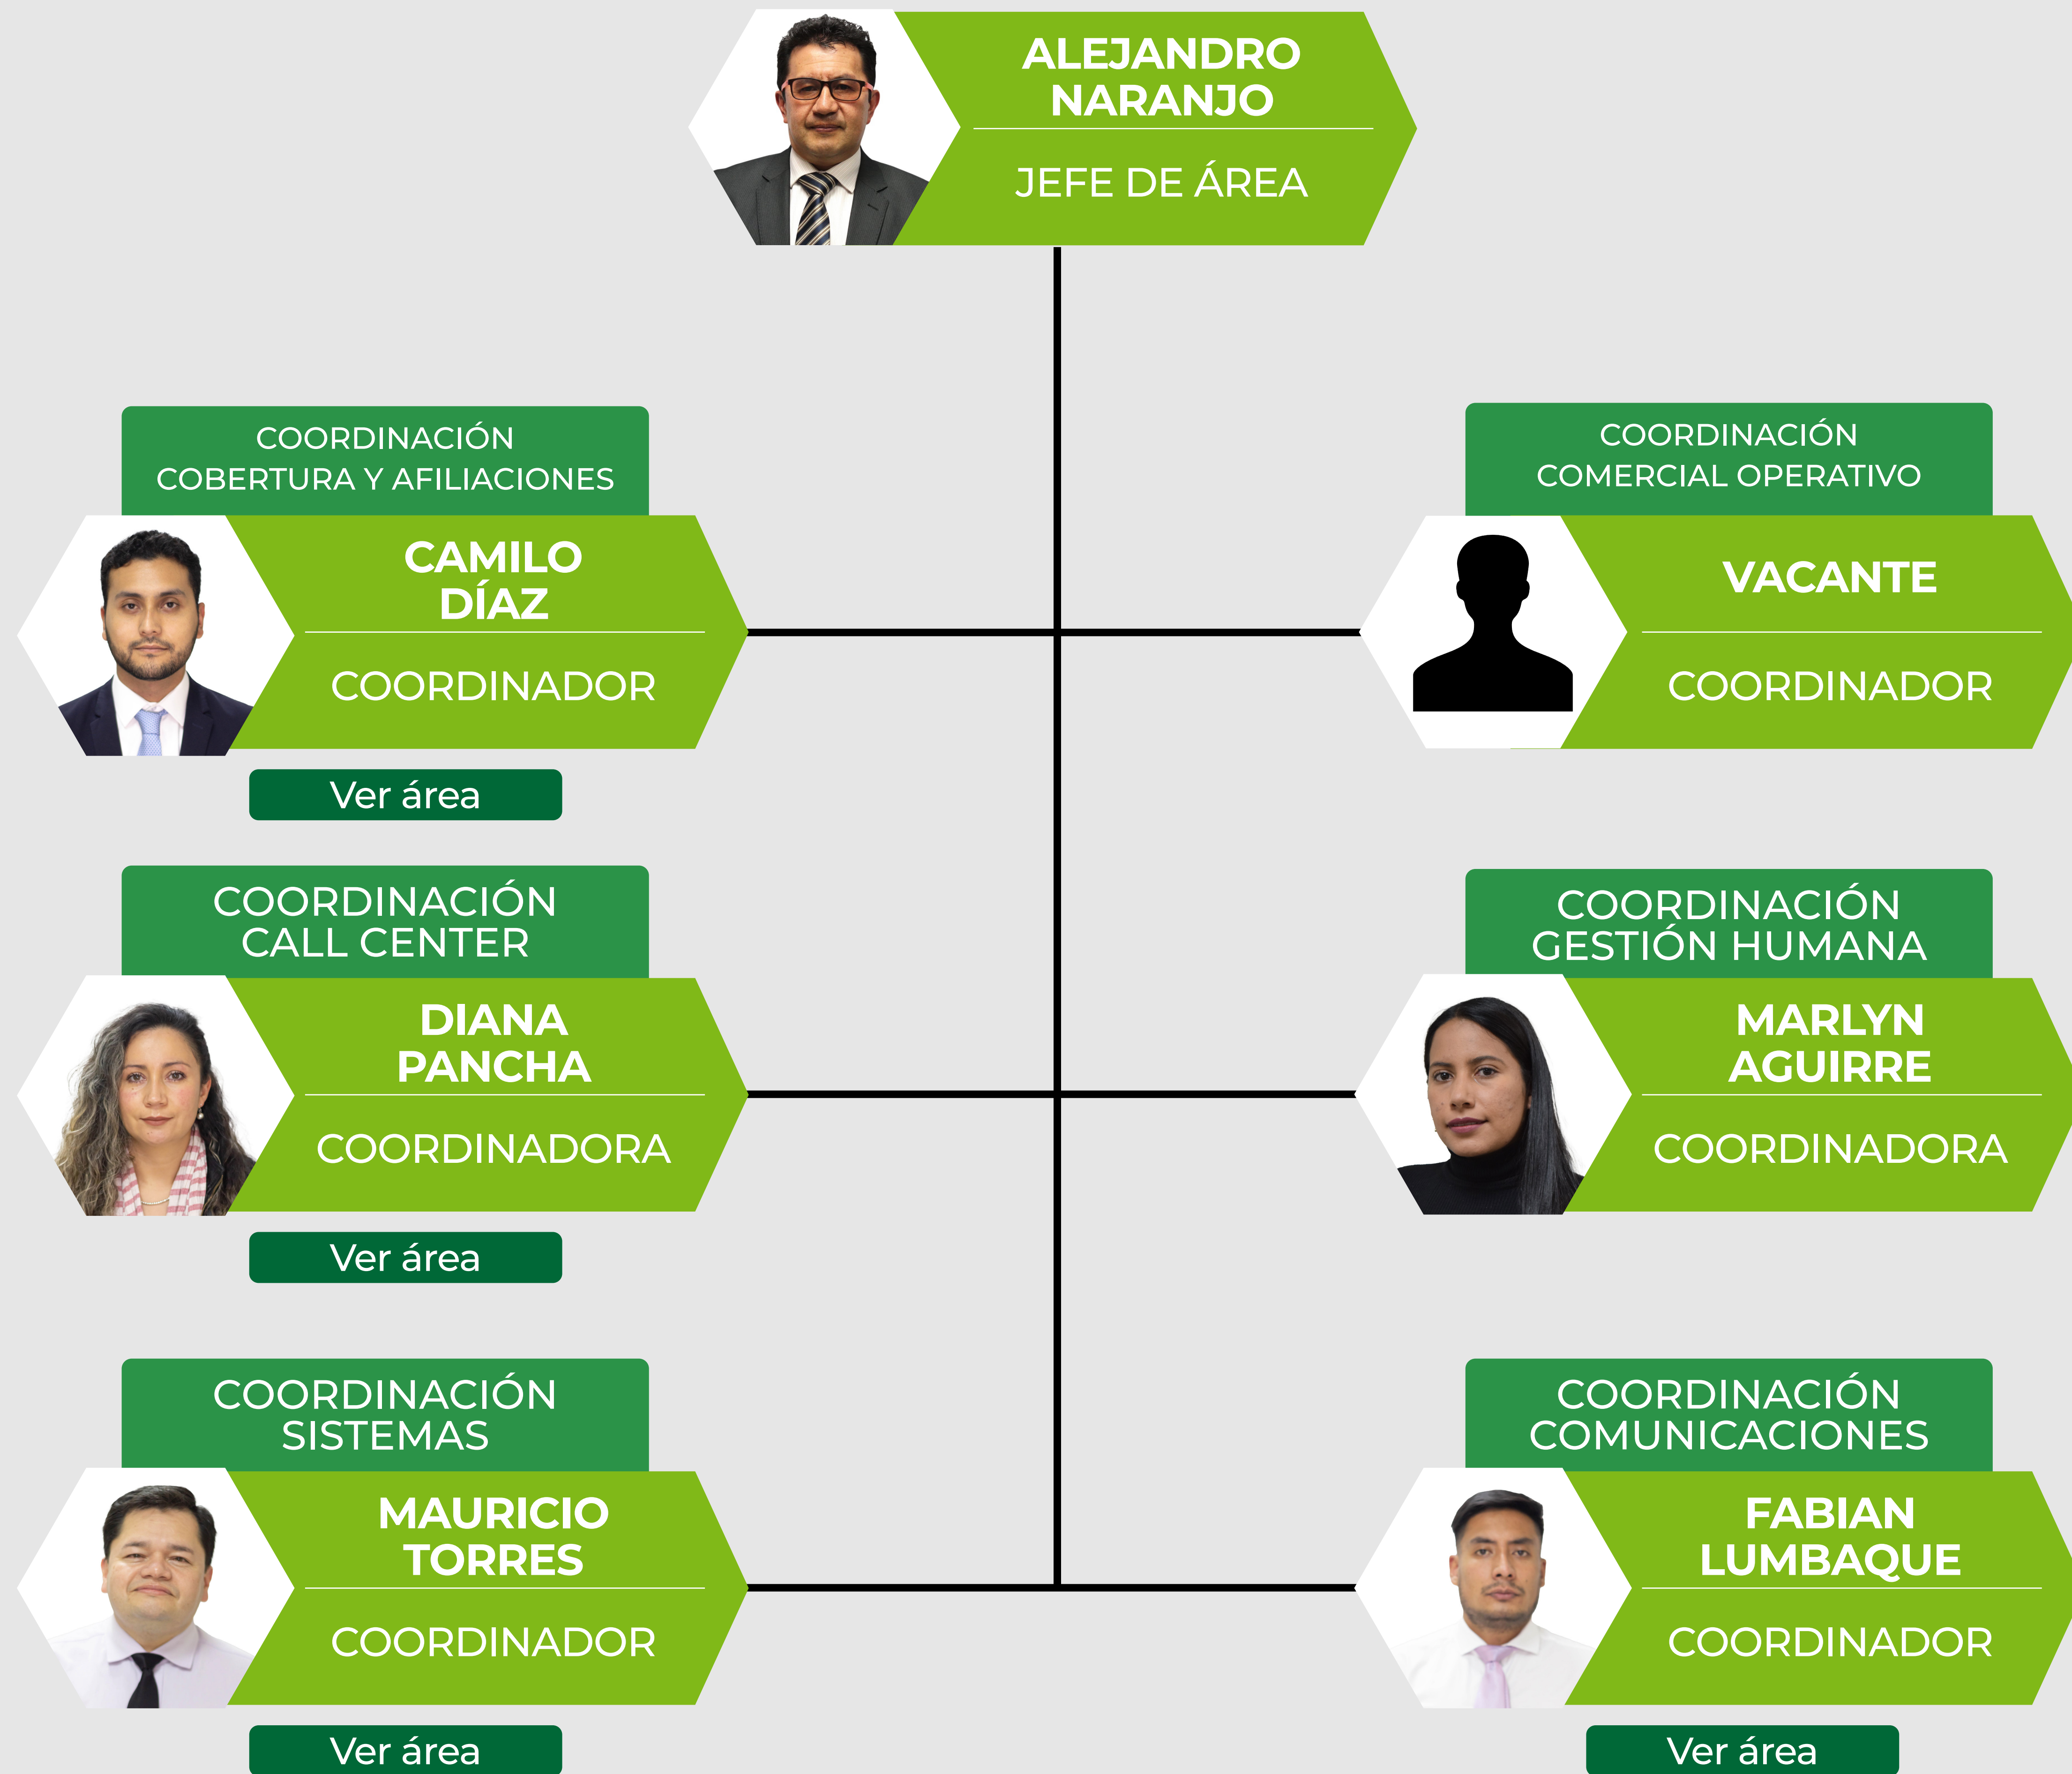 ALEJANDRO
NARANJO
JEFE DE ÁREA
COORDINACIÓN
COBERTURA Y AFILIACIONES
CAMILO
DÍAZ
COORDINADOR
Ver área
COORDINACIÓN
COMERCIAL OPERATIVO
VACANTE
COORDINADOR
COORDINACIÓN
CALL CENTER
DIANA
PANCHA
COORDINADORA
Ver área
COORDINACIÓN
GESTIÓN HUMANA
MARLYN
AGUIRRE
COORDINADORA
COORDINACIÓN
SISTEMAS
MAURICIO
TORRES
COORDINADOR
Ver área
COORDINACIÓN
COMUNICACIONES
FABIAN
LUMBAQUE
COORDINADOR
Ver área